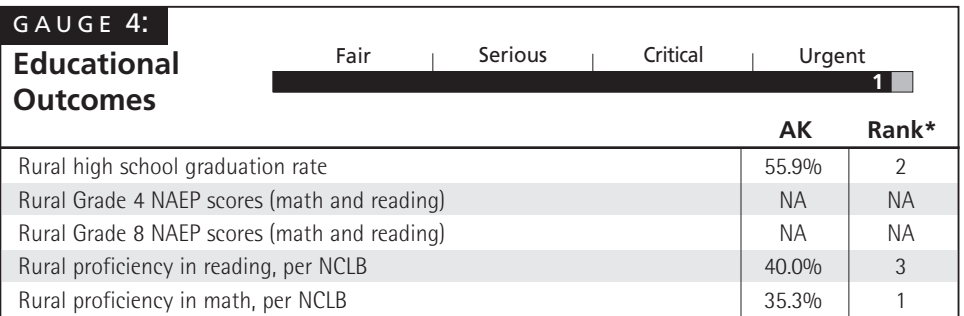 GAUGE 4:
Educational Outcomes
Fair Serious Critical Urgent
1
AK Rank*
Rural high school graduation rate 55.9% 2
Rural Grade 4 NAEP scores (math and reading) NA NA
Rural Grade 8 NAEP scores (math and reading) NA NA
Rural proficiency in reading, per NCLB 40.0% 3
Rural proficiency in math, per NCLB 35.3% 1